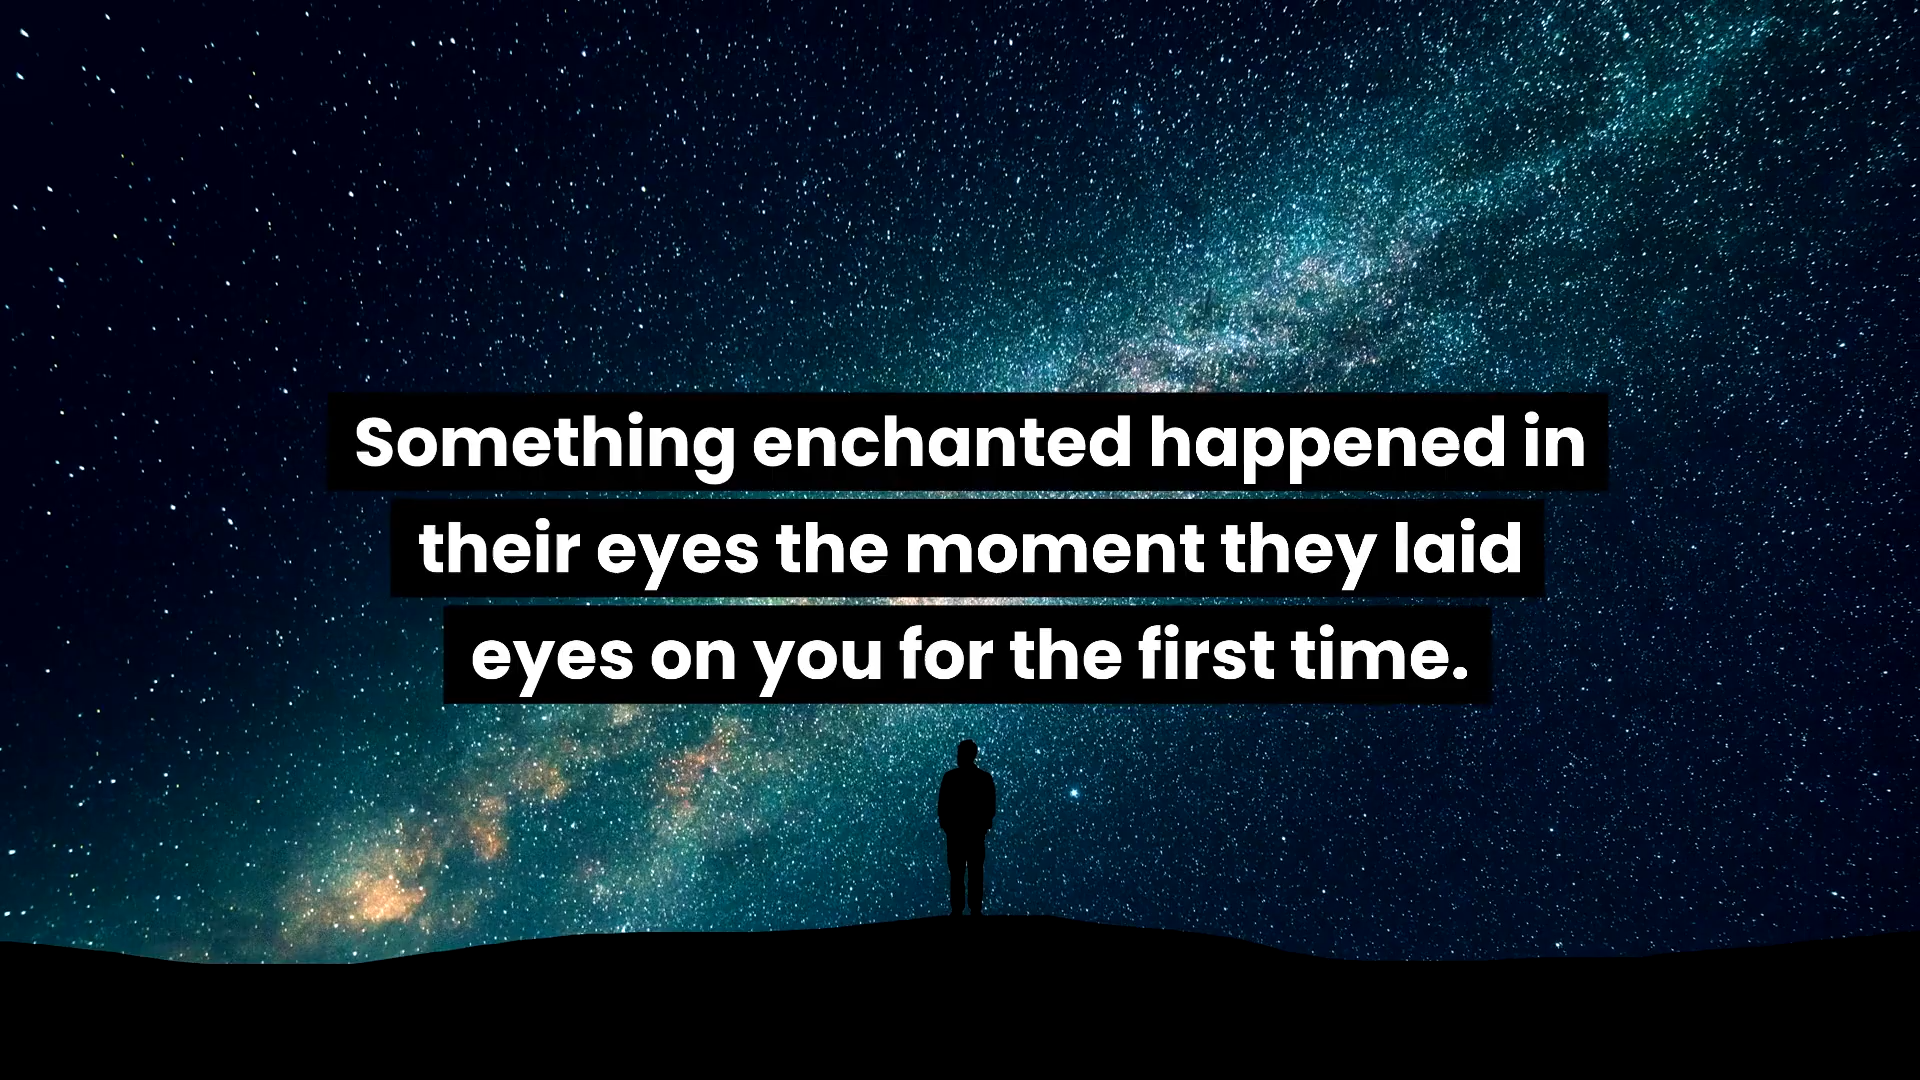 Something enchanted happened in
their eyes the moment they laid
eyes on you for the first time.